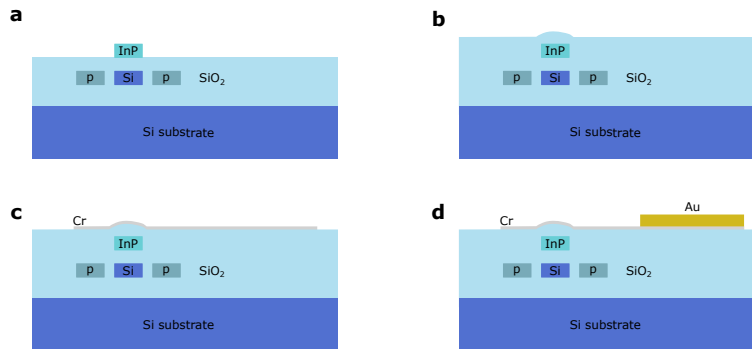 a
InP
p Si p SiO₂
Si substrate
b
InP
p Si p SiO₂
Si substrate
c
Cr
InP
p Si p SiO₂
Si substrate
d
Au
Cr
InP
p Si p SiO₂
Si substrate